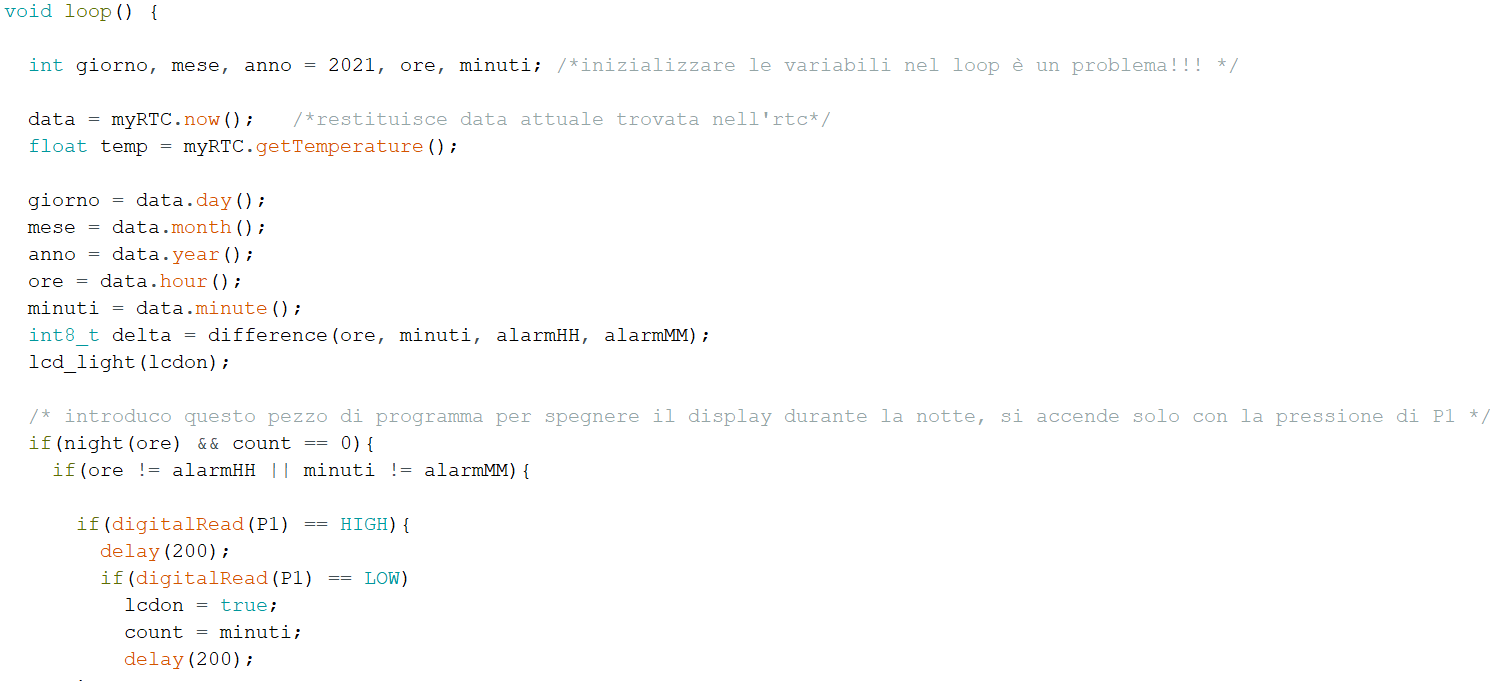 void loop() {
int giorno, mese, anno = 2021, ore, minuti; /*inizializzare le variabili nel loop è un problema!!! */
data = myRTC.now(); /*restituisce data attuale trovata nell'rtc*/
float temp = myRTC.getTemperature();
giorno = data.day();
mese = data.month();
anno = data.year();
ore = data.hour();
minuti = data.minute();
int8_t delta = difference(ore, minuti, alarmHH, alarmMM);
lcd_light(lcdon);
/* introduco questo pezzo di programma per spegnere il display durante la notte, si accende solo con la pressione di P1 */
if(night(ore) && count == 0){
if(ore != alarmHH || minuti != alarmMM){
if(digitalRead(P1) == HIGH){
delay(200);
if(digitalRead(P1) == LOW)
lcdon = true;
count = minuti;
delay(200);